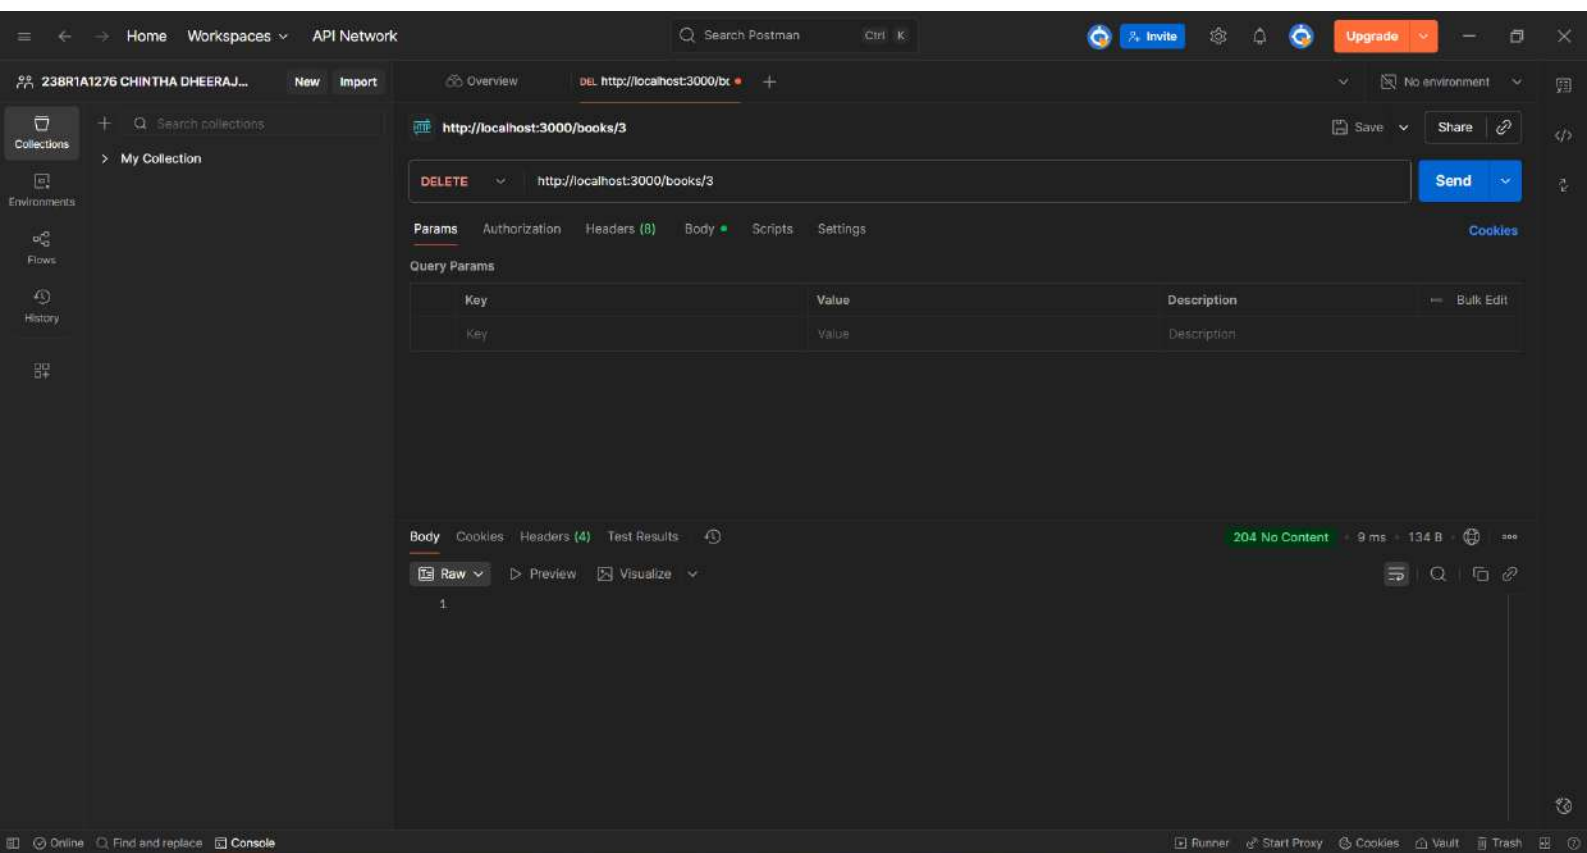 Home Workspaces API Network Search Postman Ctrl K Invite Upgrade
238R1A1276 CHINTHA DHEERAJ... New Import Overview DEL http://localhost:3000/bc No environment
Collections
Environments
Flows
History
Search collections
My Collection
HTTP http://localhost:3000/books/3 Save Share
DELETE http://localhost:3000/books/3 Send
Params Authorization Headers (8) Body Scripts Settings Cookies
Query Params
Key Value Description Bulk Edit
Key Value Description
Body Cookies Headers (4) Test Results 204 No Content 9 ms 134 B
Raw Preview Visualize
1
Online Find and replace Console Runner Start Proxy Cookies Vault Trash